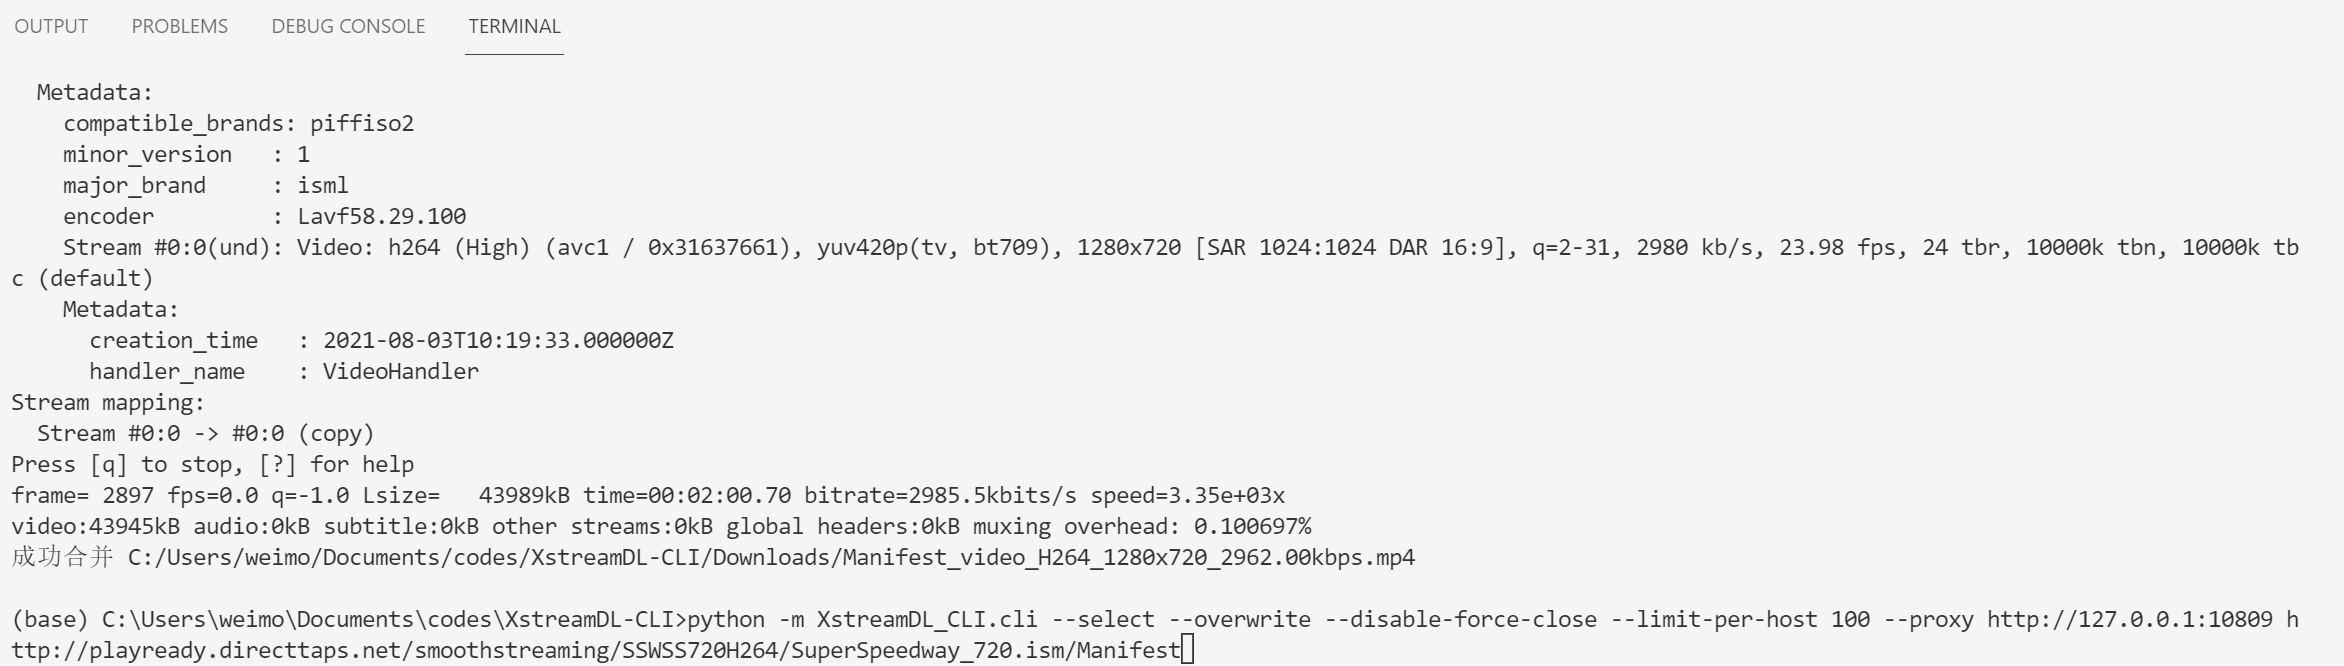 OUTPUT PROBLEMS DEBUG CONSOLE TERMINAL
Metadata:
compatible_brands: piffiso2
minor_version : 1
major_brand : isml
encoder : Lavf58.29.100
Stream #0:0(und): Video: h264 (High) (avc1 / 0x31637661), yuv420p(tv, bt709), 1280x720 [SAR 1024:1024 DAR 16:9], q=2-31, 2980 kb/s, 23.98 fps, 24 tbr, 10000k tbn, 10000k tb
c (default)
Metadata:
creation_time : 2021-08-03T10:19:33.000000Z
handler_name : VideoHandler
Stream mapping:
Stream #0:0 -> #0:0 (copy)
Press [q] to stop, [?] for help
frame= 2897 fps=0.0 q=-1.0 Lsize= 43989kB time=00:02:00.70 bitrate=2985.5kbits/s speed=3.35e+03x
video:43945kB audio:0kB subtitle:0kB other streams:0kB global headers:0kB muxing overhead: 0.100697%
成功合并 C:/Users/weimo/Documents/codes/XstreamDL-CLI/Downloads/Manifest_video_H264_1280x720_2962.00kbps.mp4
(base) C:\Users\weimo\Documents\codes\XstreamDL-CLI>python -m XstreamDL_CLI.cli --select --overwrite --disable-force-close --limit-per-host 100 --proxy http://127.0.0.1:10809 h
ttp://playready.directtaps.net/smoothstreaming/SSWSS720H264/SuperSpeedway_720.ism/Manifest